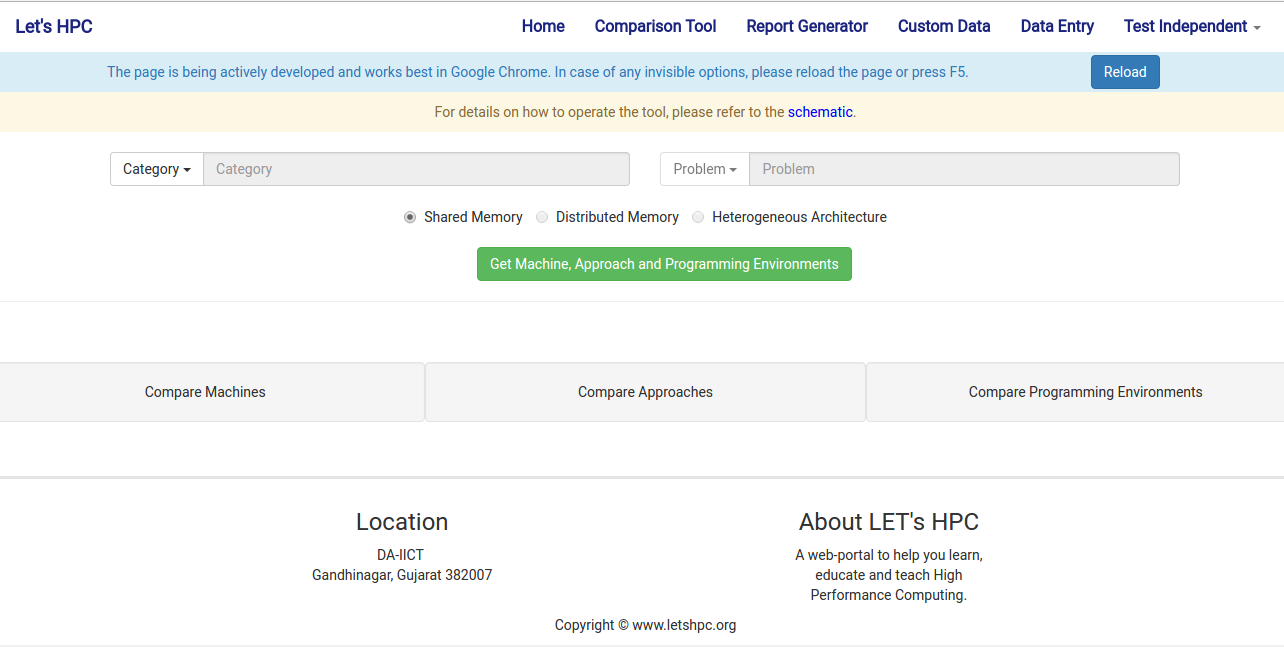 Let's HPC Home Comparison Tool Report Generator Custom Data Data Entry Test Independent
The page is being actively developed and works best in Google Chrome. In case of any invisible options, please reload the page or press F5. Reload
For details on how to operate the tool, please refer to the schematic.
Category Category Problem Problem
Shared Memory Distributed Memory Heterogeneous Architecture
Get Machine, Approach and Programming Environments
Compare Machines Compare Approaches Compare Programming Environments
Location
DA-IICT
Gandhinagar, Gujarat 382007
About LET's HPC
A web-portal to help you learn,
educate and teach High
Performance Computing.
Copyright © www.letshpc.org